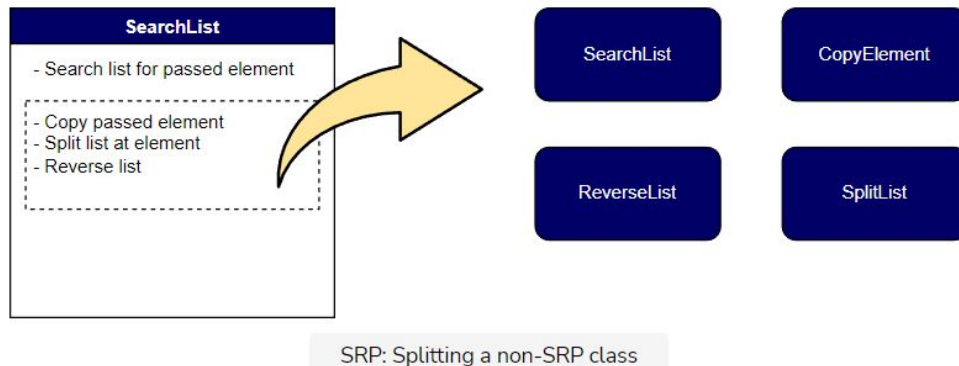 SearchList
- Search list for passed element
- Copy passed element
- Split list at element
- Reverse list
SearchList
CopyElement
ReverseList
SplitList
SRP: Splitting a non-SRP class